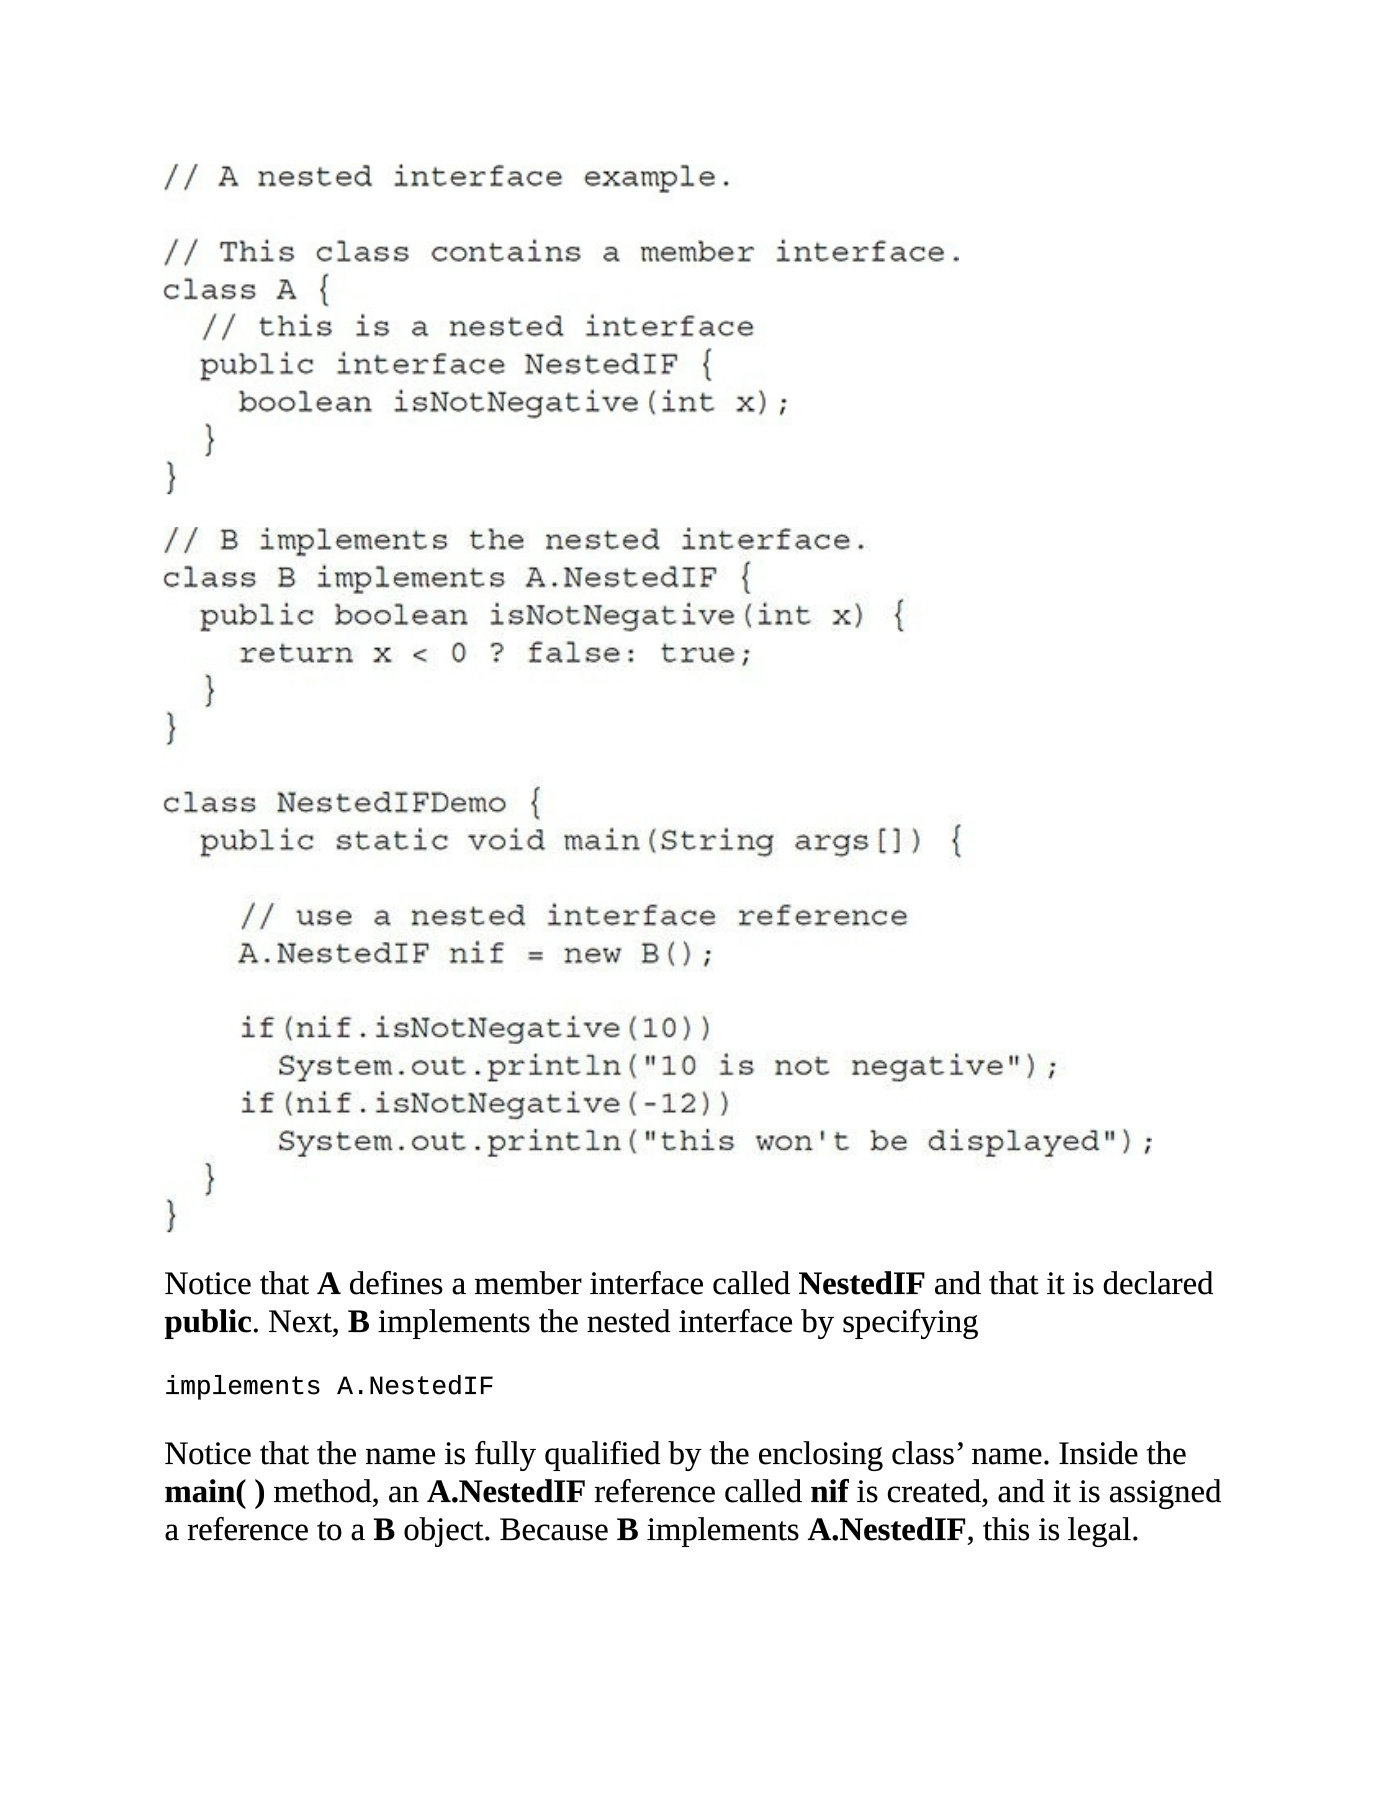 // A nested interface example.
// This class contains a member interface.
class A {
  // this is a nested interface
  public interface NestedIF {
    boolean isNotNegative(int x);
  }
}
// B implements the nested interface.
class B implements A.NestedIF {
  public boolean isNotNegative(int x) {
    return x < 0 ? false: true;
  }
}
class NestedIFDemo {
  public static void main(String args[]) {
    // use a nested interface reference
    A.NestedIF nif = new B();
    if(nif.isNotNegative(10))
      System.out.println("10 is not negative");
    if(nif.isNotNegative(-12))
      System.out.println("this won't be displayed");
  }
}
Notice that A defines a member interface called NestedIF and that it is declared
public. Next, B implements the nested interface by specifying
implements A.NestedIF
Notice that the name is fully qualified by the enclosing class’ name. Inside the
main( ) method, an A.NestedIF reference called nif is created, and it is assigned
a reference to a B object. Because B implements A.NestedIF, this is legal.